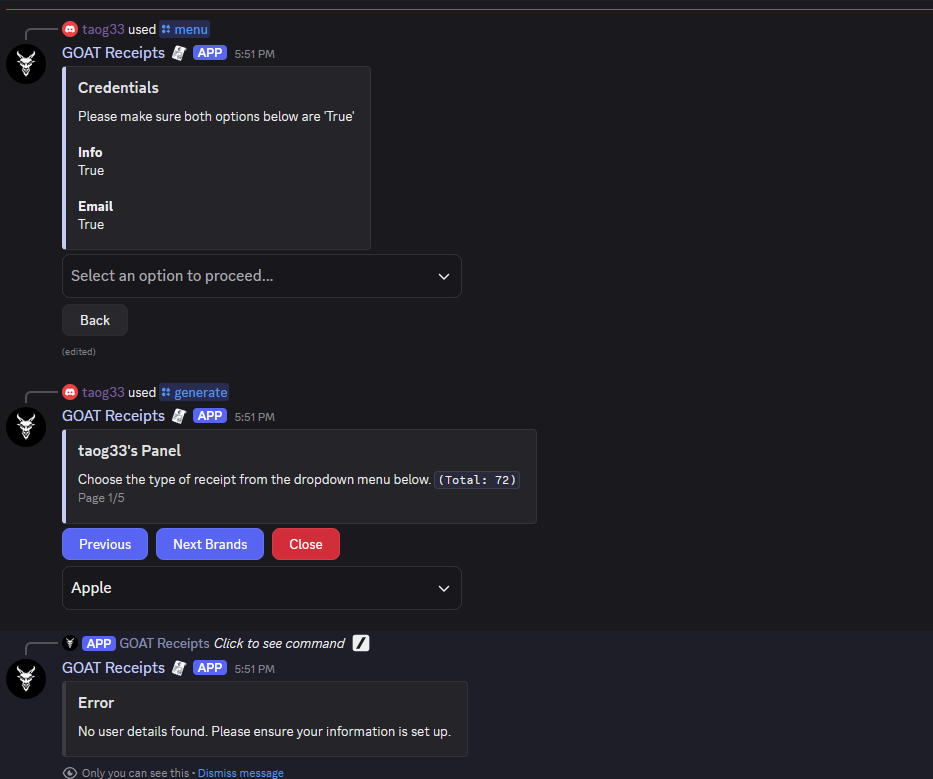 taog33 used menu
GOAT Receipts APP 5:51 PM
Credentials
Please make sure both options below are 'True'
Info
True
Email
True
Select an option to proceed...
Back
(edited)
taog33 used generate
GOAT Receipts APP 5:51 PM
taog33's Panel
Choose the type of receipt from the dropdown menu below. (Total: 72)
Page 1/5
Previous Next Brands Close
Apple
APP GOAT Receipts Click to see command
GOAT Receipts APP 5:51 PM
Error
No user details found. Please ensure your information is set up.
Only you can see this • Dismiss message